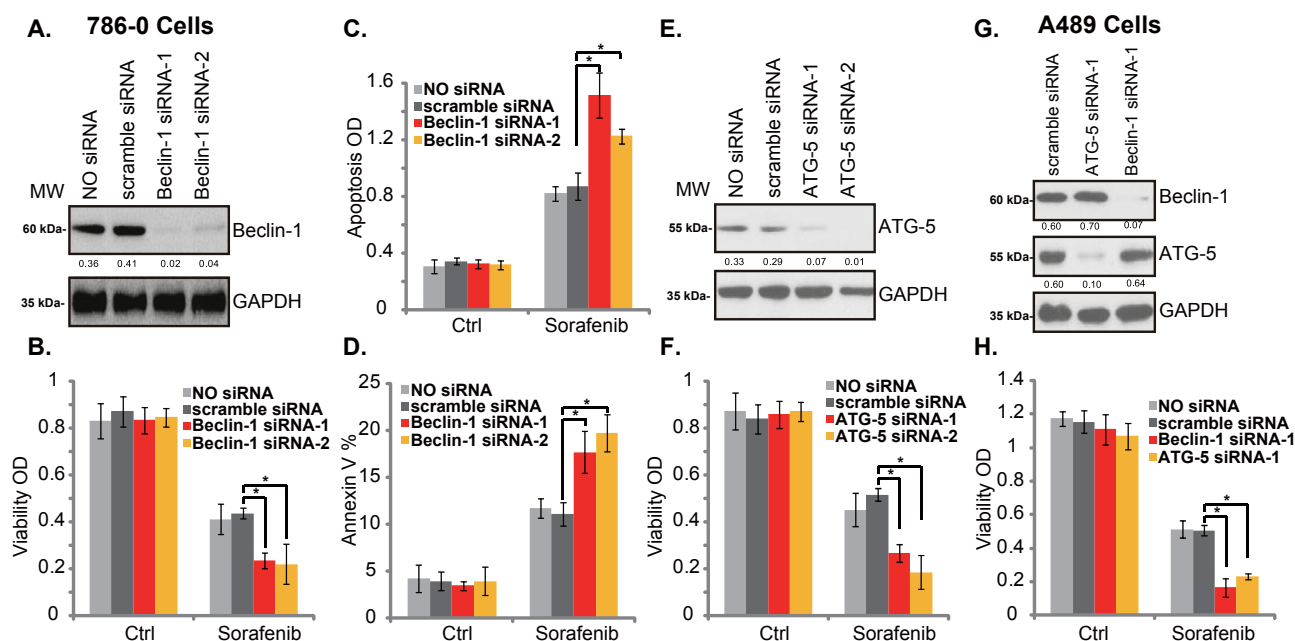 A. 786-0 Cells
NO siRNA
scramble siRNA
Beclin-1 siRNA-1
Beclin-1 siRNA-2
MW
60 kDa-
Beclin-1
0.36 0.41 0.02 0.04
35 kDa-
GAPDH
B.
Viability OD
1
0.8
0.6
0.4
0.2
0
NO siRNA
scramble siRNA
Beclin-1 siRNA-1
Beclin-1 siRNA-2
*
*
Ctrl Sorafenib
C.
Apoptosis OD
1.6
1.2
0.8
0.4
0
NO siRNA
scramble siRNA
Beclin-1 siRNA-1
Beclin-1 siRNA-2
*
*
Ctrl Sorafenib
D.
Annexin V %
25
20
15
10
5
0
NO siRNA
scramble siRNA
Beclin-1 siRNA-1
Beclin-1 siRNA-2
*
*
Ctrl Sorafenib
E.
NO siRNA
scramble siRNA
ATG-5 siRNA-1
ATG-5 siRNA-2
MW
55 kDa-
ATG-5
0.33 0.29 0.07 0.01
35 kDa-
GAPDH
F.
Viability OD
1
0.8
0.6
0.4
0.2
0
NO siRNA
scramble siRNA
ATG-5 siRNA-1
ATG-5 siRNA-2
*
*
Ctrl Sorafenib
G. A489 Cells
scramble siRNA
ATG-5 siRNA-1
Beclin-1 siRNA-1
60 kDa-
Beclin-1
0.60 0.70 0.07
55 kDa-
ATG-5
0.60 0.10 0.64
35 kDa-
GAPDH
H.
Viability OD
1.4
1.2
1
0.8
0.6
0.4
0.2
0
NO siRNA
scramble siRNA
Beclin-1 siRNA-1
ATG-5 siRNA-1
*
*
Ctrl Sorafenib